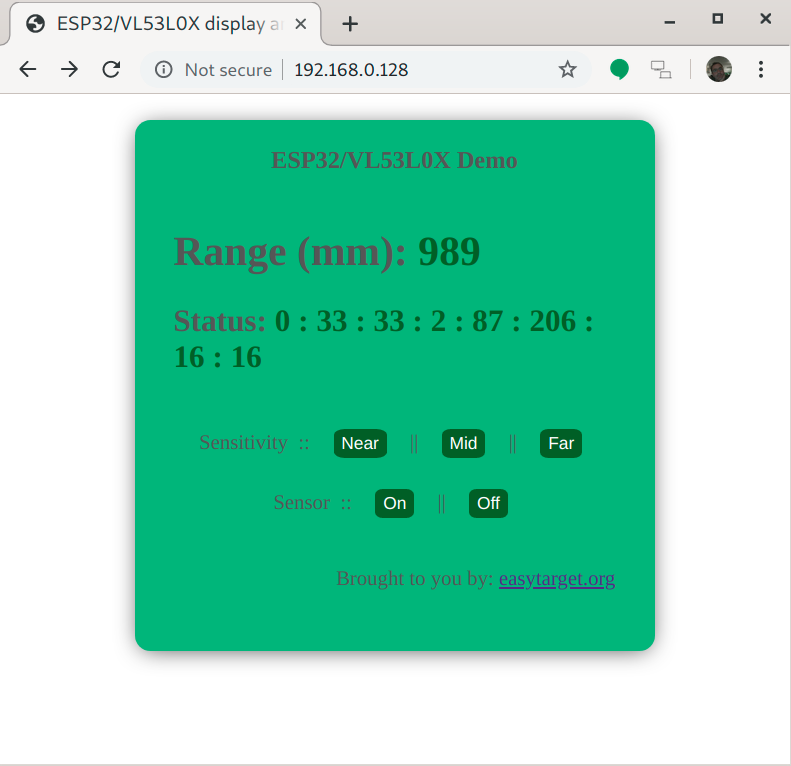 ESP32/VL53L0X display a
Not secure 192.168.0.128
ESP32/VL53L0X Demo
Range (mm): 989
Status: 0 : 33 : 33 : 2 : 87 : 206 :
16 : 16
Sensitivity :: Near || Mid || Far
Sensor :: On || Off
Brought to you by: easytarget.org